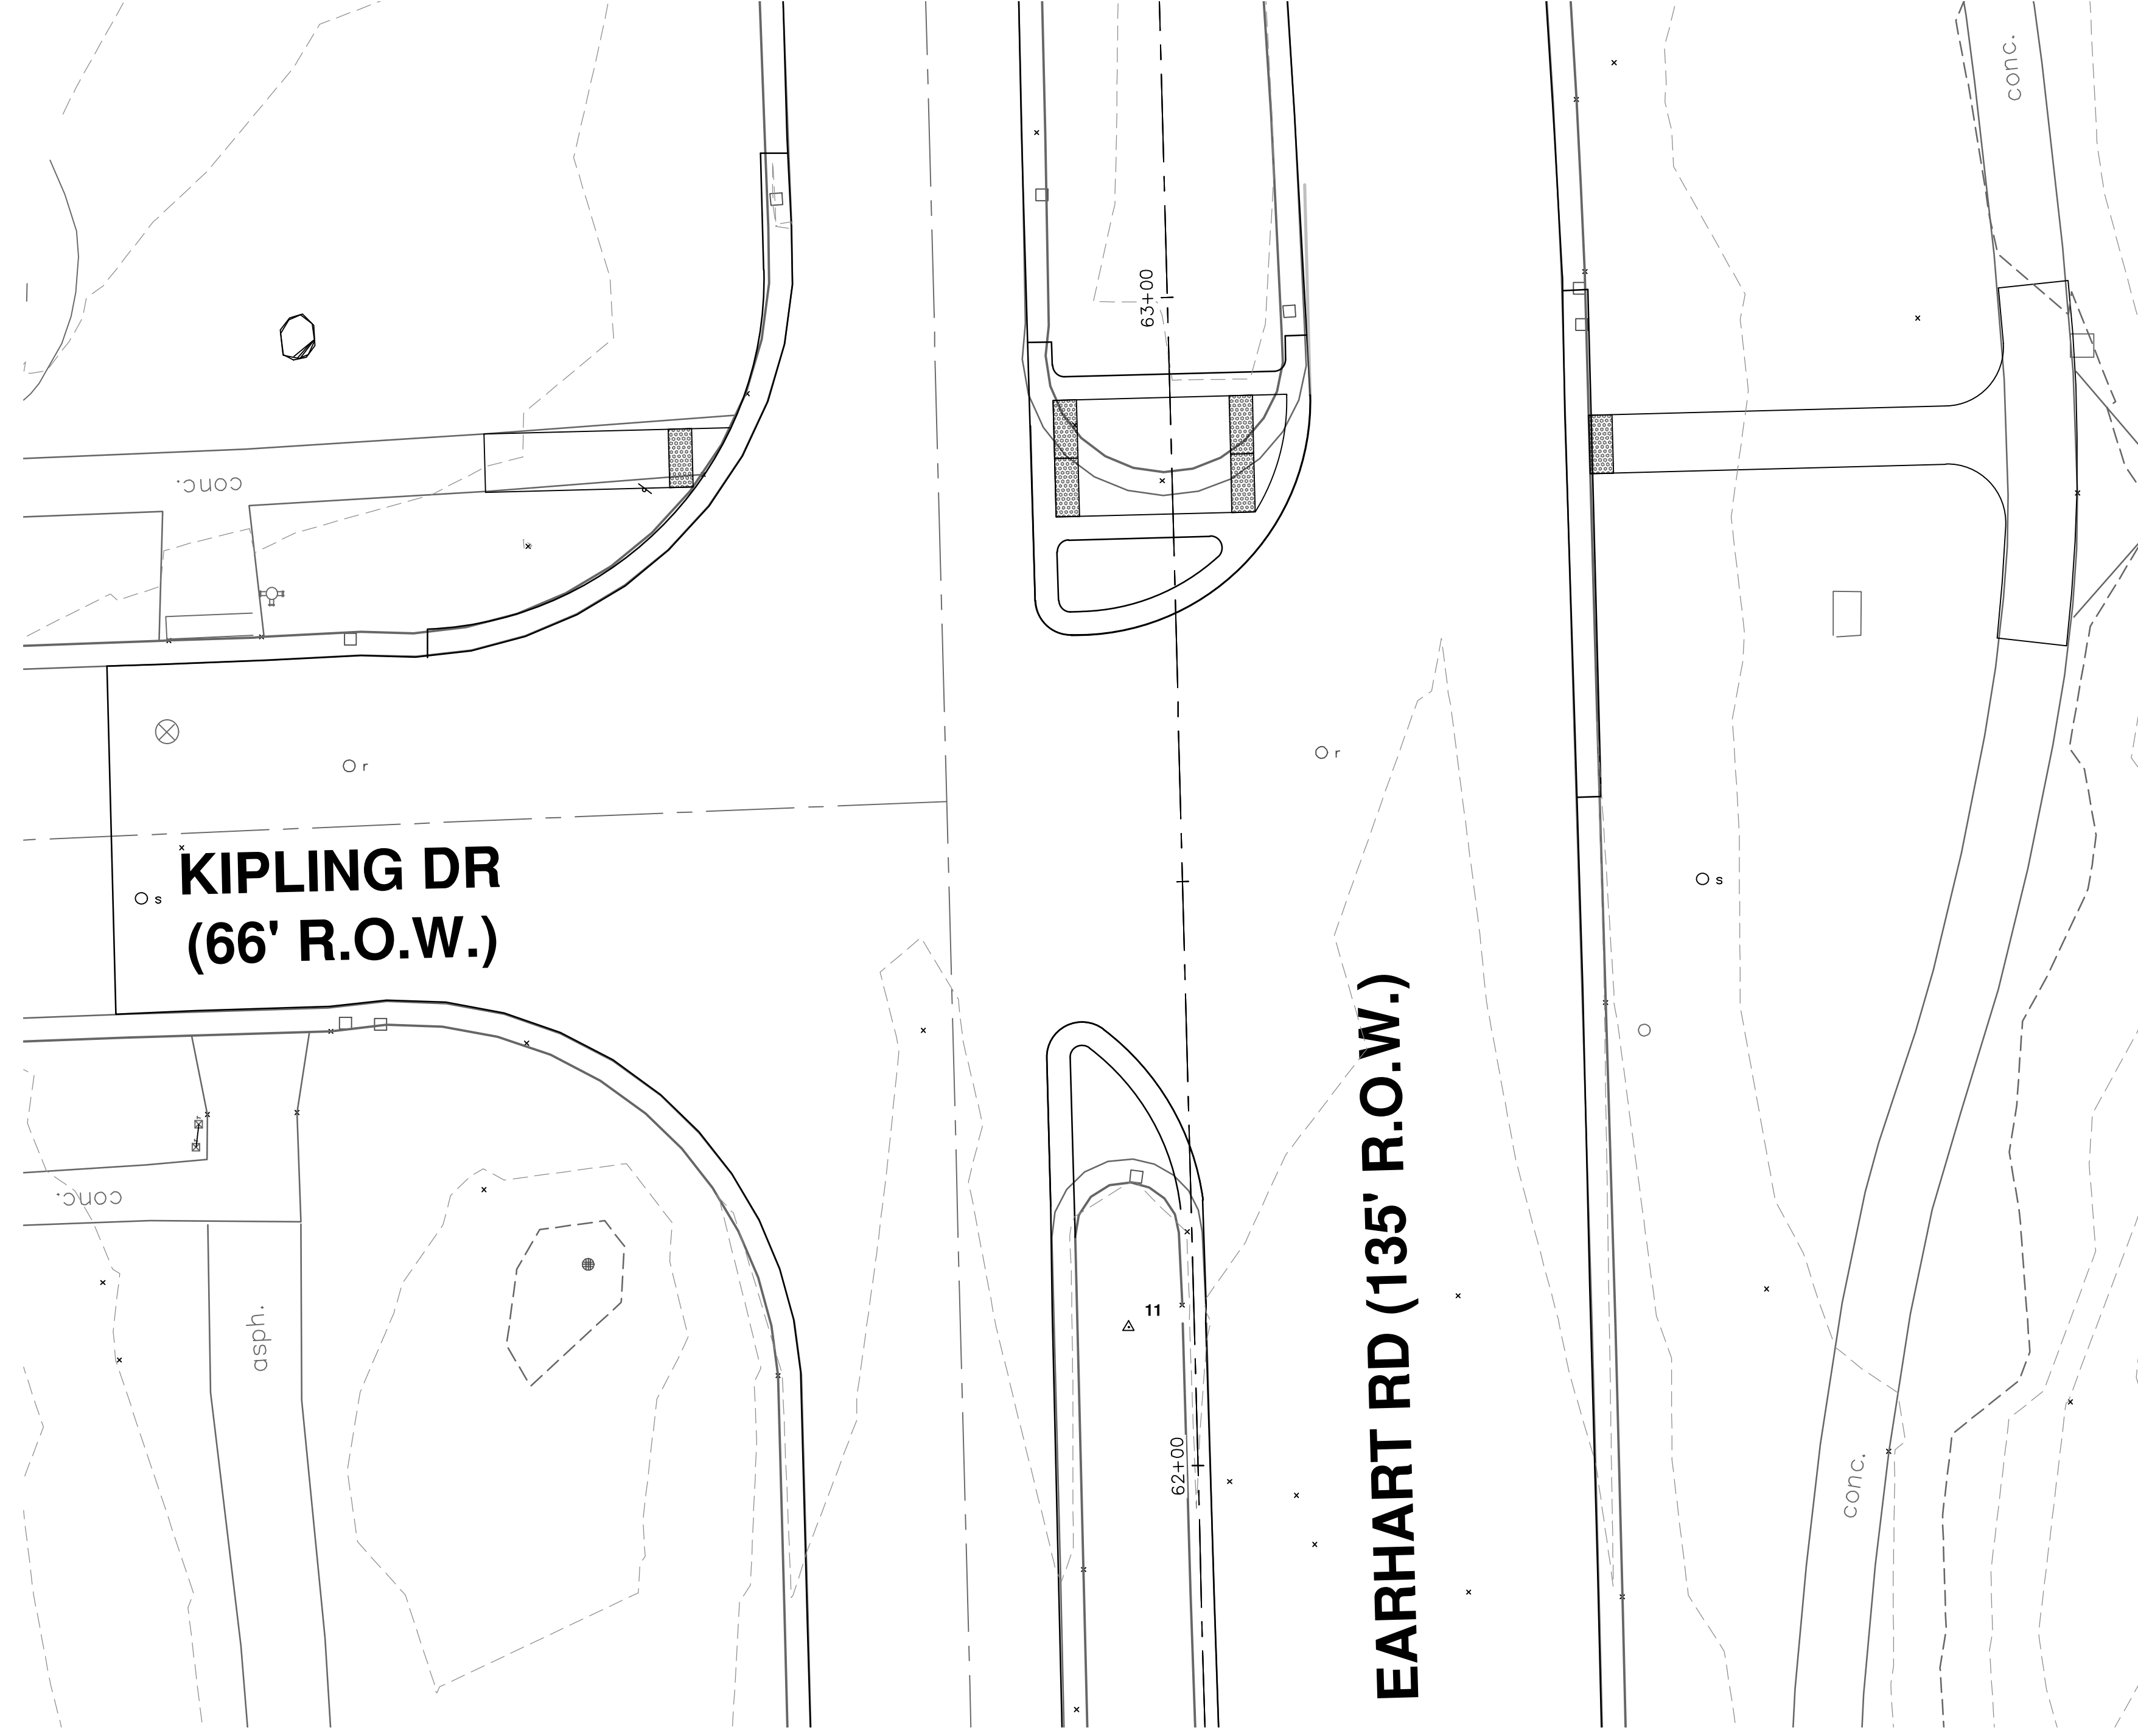 conc.
63+00
conc.
r
r
KIPLING DR
(66' R.O.W.)
s
s
EARHART RD (135' R.O.W.)
conc.
asph.
11
62+00
conc.